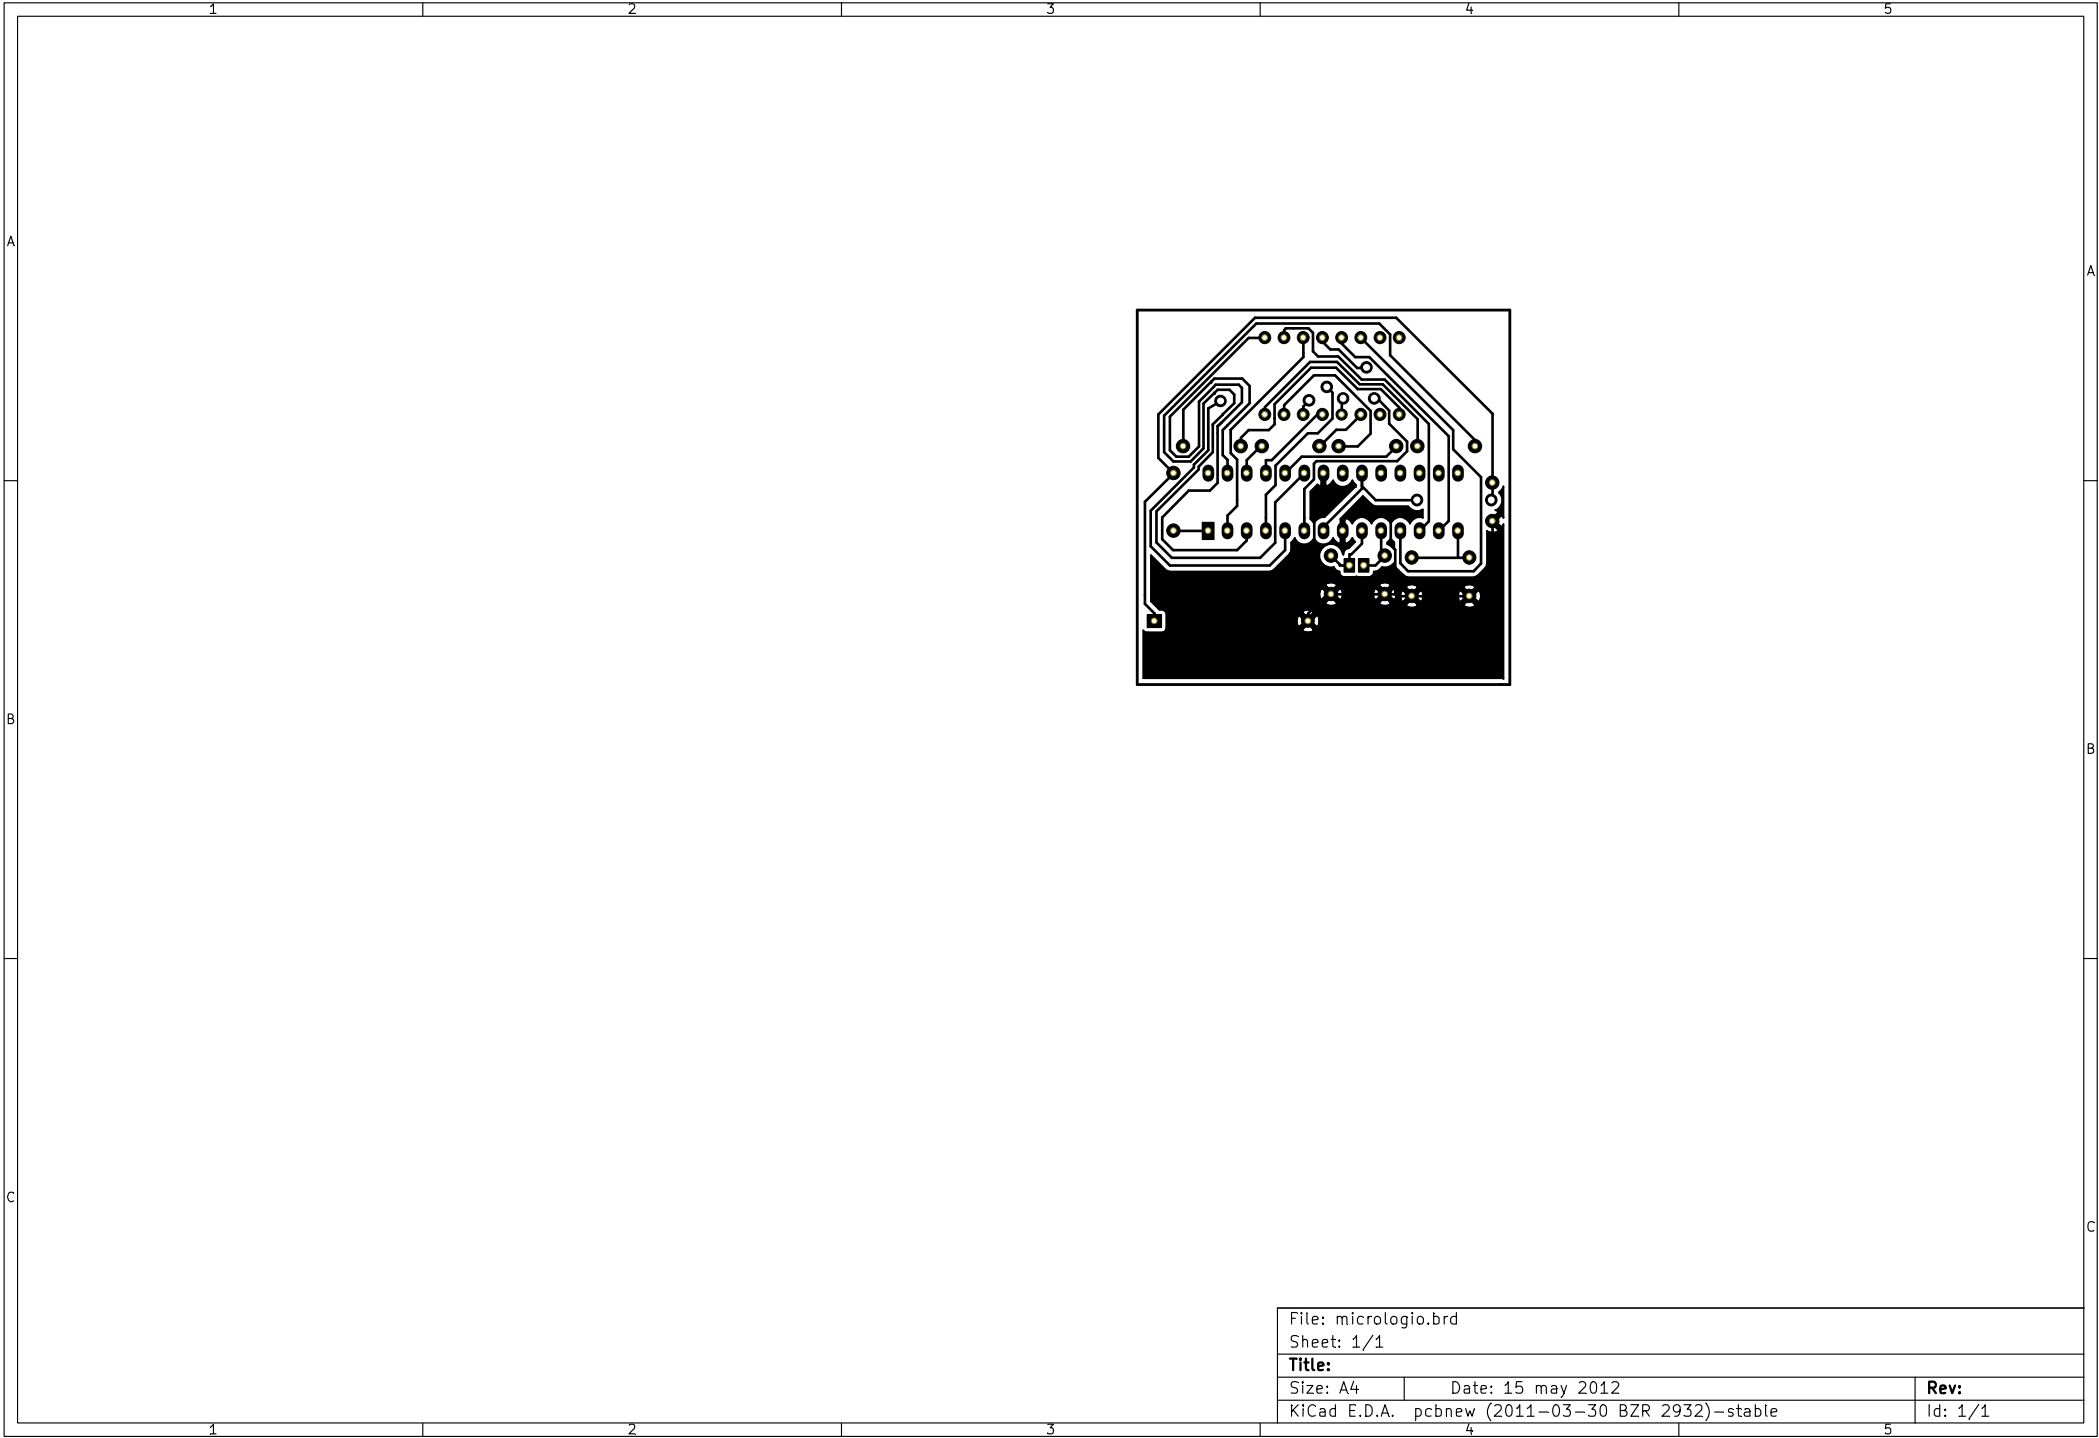 1 2 3 4 5
A
A
B
B
C
C
File: micrologio.brd
Sheet: 1/1
Title:
Size: A4 Date: 15 may 2012 Rev:
KiCad E.D.A. pcbnew (2011-03-30 BZR 2932)-stable Id: 1/1
1 2 3 4 5